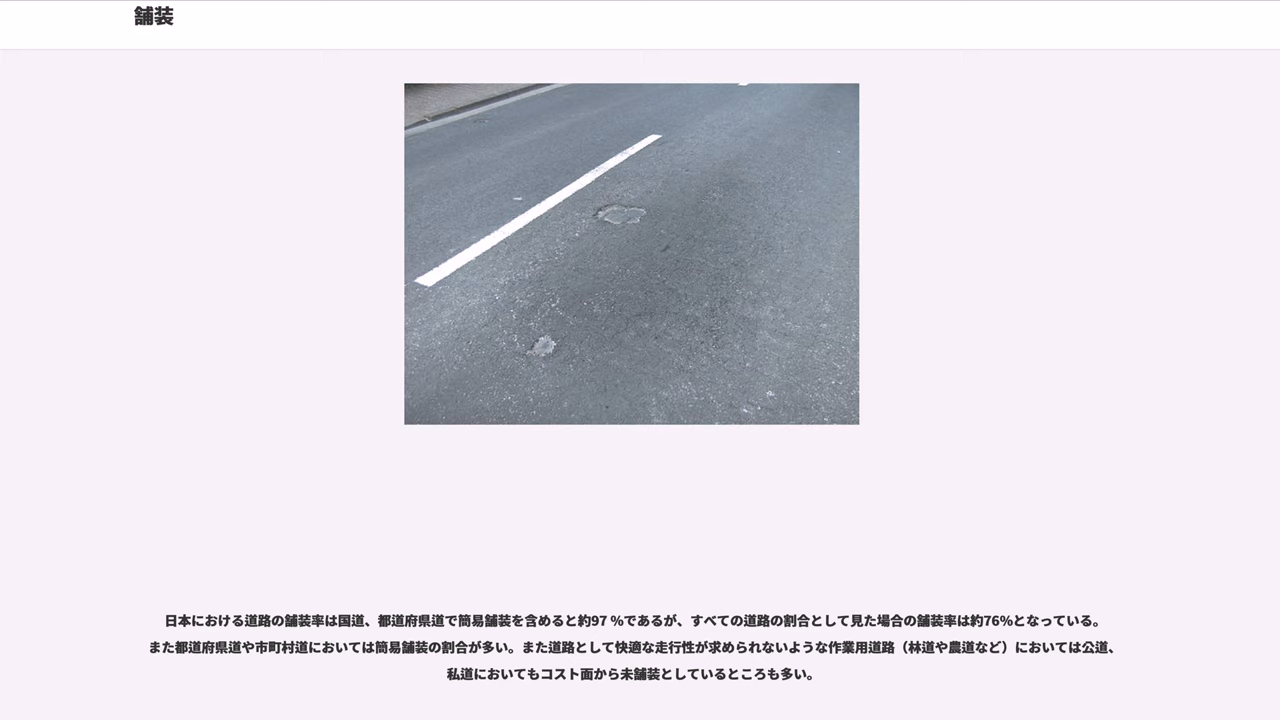 舗装
日本における道路の舗装率は国道、都道府県道で簡易舗装を含めると約97 %であるが、すべての道路の割合として見た場合の舗装率は約76%となっている。
また都道府県道や市町村道においては簡易舗装の割合が多い。また道路として快適な走行性が求められないような作業用道路（林道や農道など）においては公道、
私道においてもコスト面から未舗装としているところも多い。